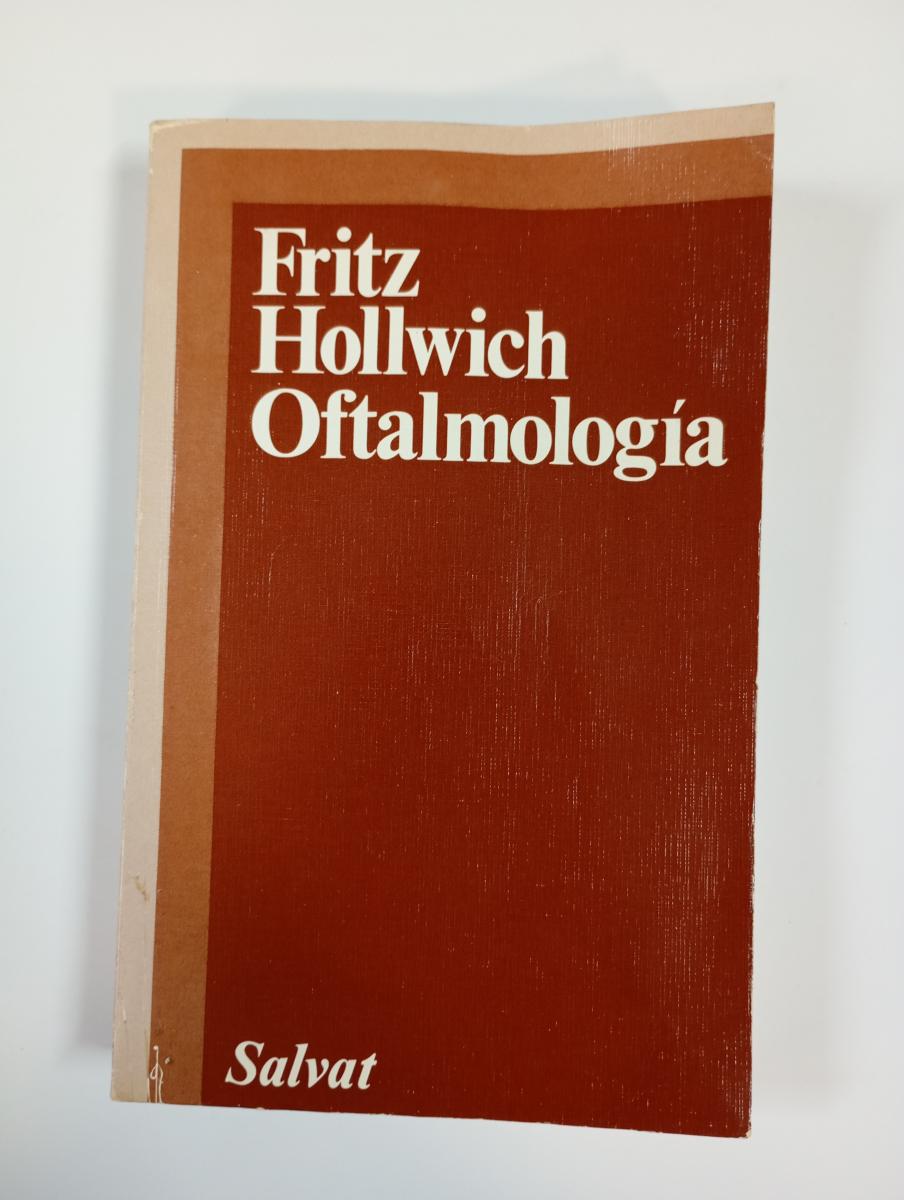 Fritz
Hollwich
Oftalmología
Salvat